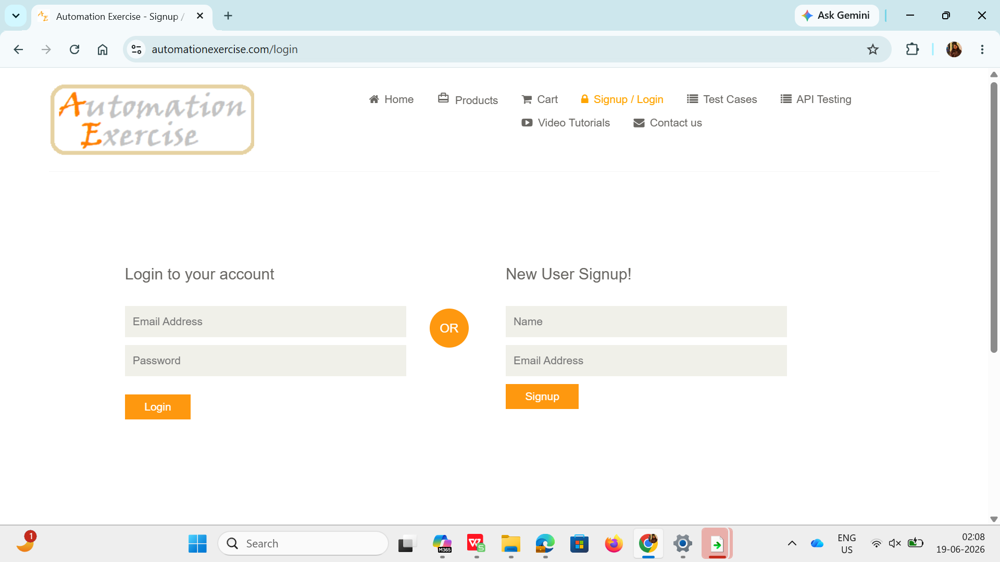 Automation Exercise - Signup /
Ask Gemini
automationexercise.com/login
Automation
Exercise
Home
Products
Cart
Signup / Login
Test Cases
API Testing
Video Tutorials
Contact us
Login to your account
New User Signup!
Email Address
OR
Name
Password
Email Address
Login
Signup
1
Search
M365
ENG
US
02:08
19-06-2026